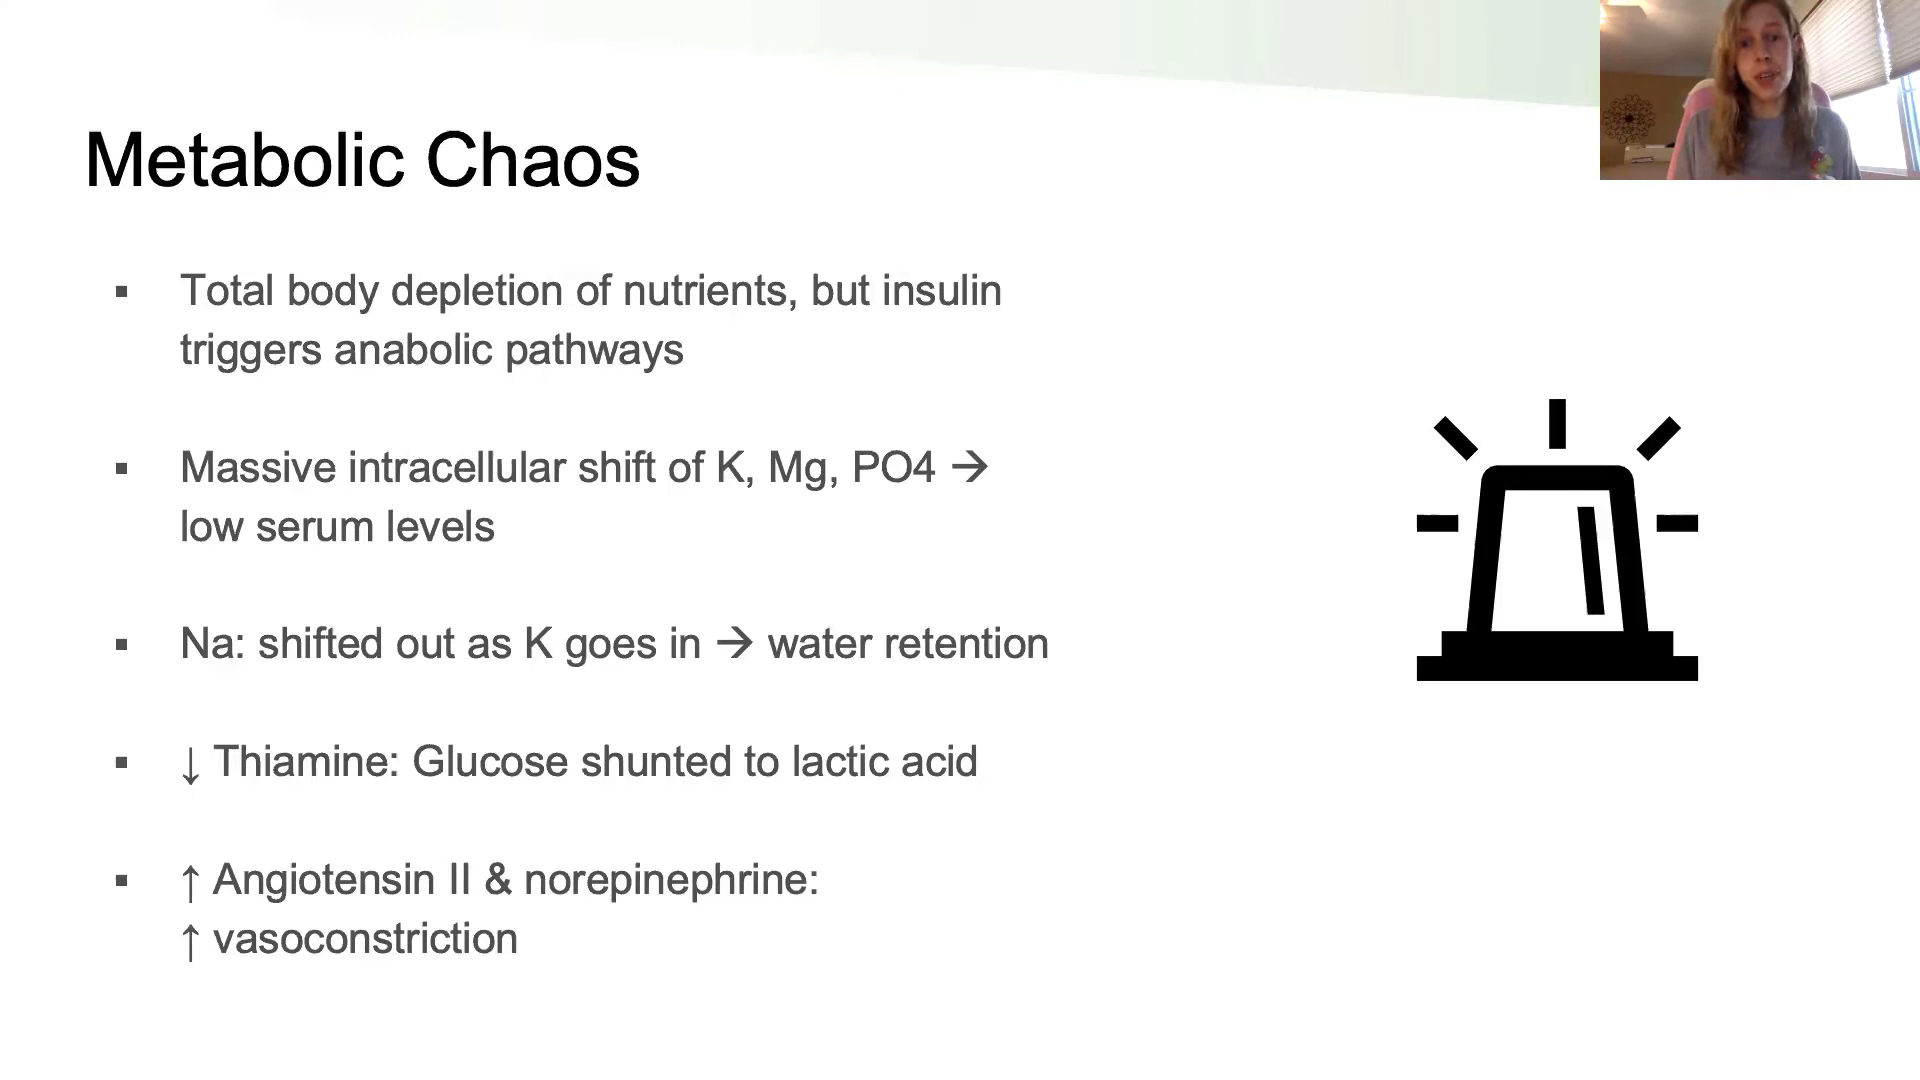 Metabolic Chaos
▪ Total body depletion of nutrients, but insulin
triggers anabolic pathways
▪ Massive intracellular shift of K, Mg, PO4 →
low serum levels
▪ Na: shifted out as K goes in → water retention
▪ ↓ Thiamine: Glucose shunted to lactic acid
▪ ↑ Angiotensin II & norepinephrine:
↑ vasoconstriction